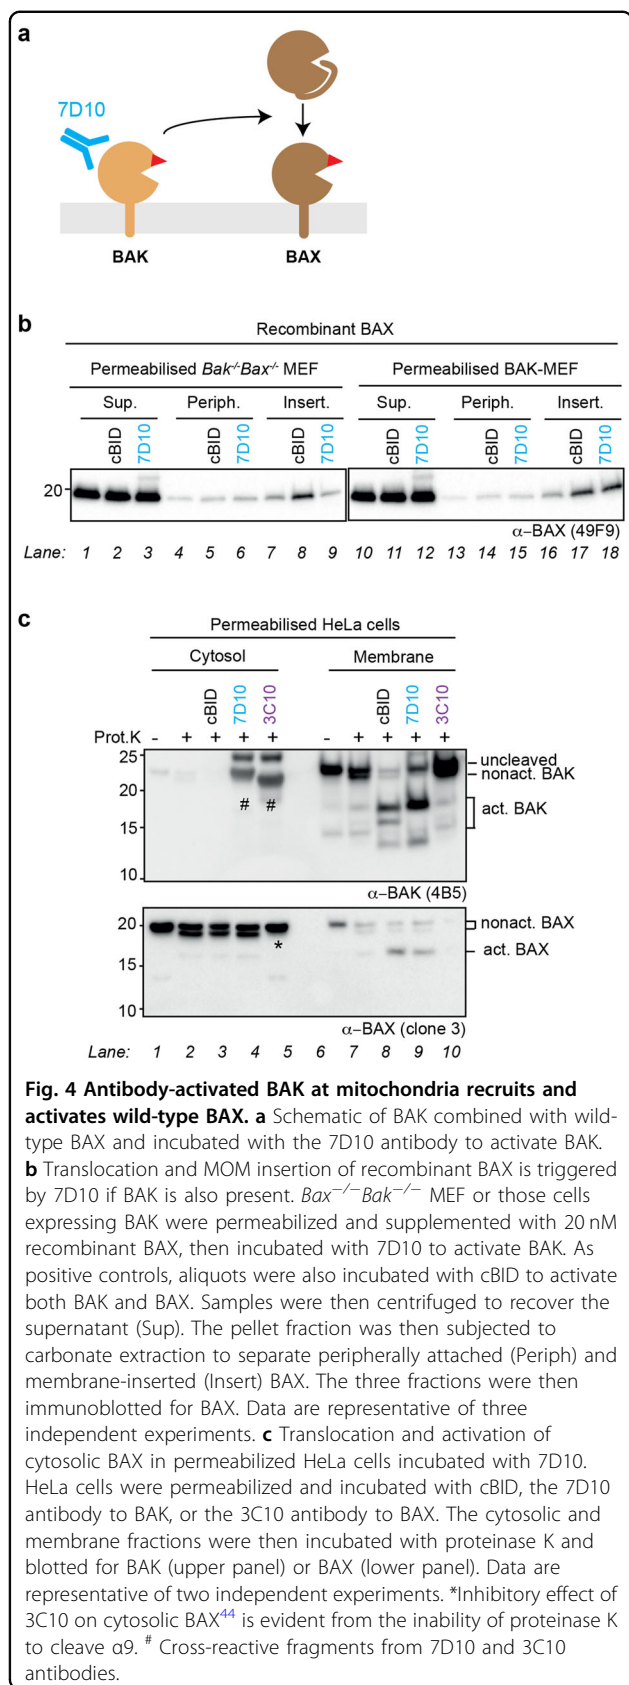 a
7D10
BAK
BAX
b
Recombinant BAX
Permeabilised Bak-/-Bax-/- MEF
Permeabilised BAK-MEF
Sup. Periph. Insert. Sup. Periph. Insert.
cBID 7D10 cBID 7D10 cBID 7D10 cBID 7D10 cBID 7D10 cBID 7D10
20
α–BAX (49F9)
Lane: 1 2 3 4 5 6 7 8 9 10 11 12 13 14 15 16 17 18
c
Permeabilised HeLa cells
Cytosol Membrane
cBID 7D10 3C10 cBID 7D10 3C10
Prot.K - + + + + - + + + +
25
uncleaved
nonact. BAK
20
# #
act. BAK
15
10
α–BAK (4B5)
20
nonact. BAX
*
15
act. BAX
10
α–BAX (clone 3)
Lane: 1 2 3 4 5 6 7 8 9 10
Fig. 4 Antibody-activated BAK at mitochondria recruits and
activates wild-type BAX. a Schematic of BAK combined with wild-
type BAX and incubated with the 7D10 antibody to activate BAK.
b Translocation and MOM insertion of recombinant BAX is triggered
by 7D10 if BAK is also present. Bax−/−Bak−/− MEF or those cells
expressing BAK were permeabilized and supplemented with 20 nM
recombinant BAX, then incubated with 7D10 to activate BAK. As
positive controls, aliquots were also incubated with cBID to activate
both BAK and BAX. Samples were then centrifuged to recover the
supernatant (Sup). The pellet fraction was then subjected to
carbonate extraction to separate peripherally attached (Periph) and
membrane-inserted (Insert) BAX. The three fractions were then
immunoblotted for BAX. Data are representative of three
independent experiments. c Translocation and activation of
cytosolic BAX in permeabilized HeLa cells incubated with 7D10.
HeLa cells were permeabilized and incubated with cBID, the 7D10
antibody to BAK, or the 3C10 antibody to BAX. The cytosolic and
membrane fractions were then incubated with proteinase K and
blotted for BAK (upper panel) or BAX (lower panel). Data are
representative of two independent experiments. *Inhibitory effect of
3C10 on cytosolic BAX44 is evident from the inability of proteinase K
to cleave α9. # Cross-reactive fragments from 7D10 and 3C10
antibodies.